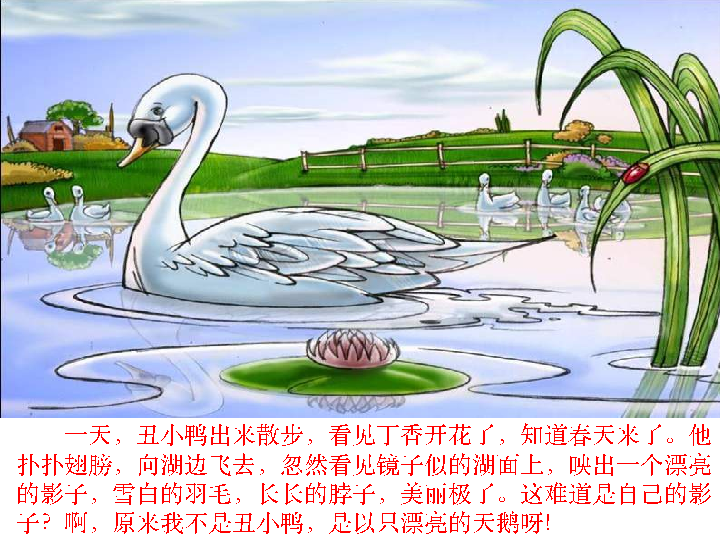 一天，丑小鸭出来散步，看见丁香开花了，知道春天来了。他
扑扑翅膀，向湖边飞去，忽然看见镜子似的湖面上，映出一个漂亮
的影子，雪白的羽毛，长长的脖子，美丽极了。这难道是自己的影
子？啊，原来我不是丑小鸭，是以只漂亮的天鹅呀!